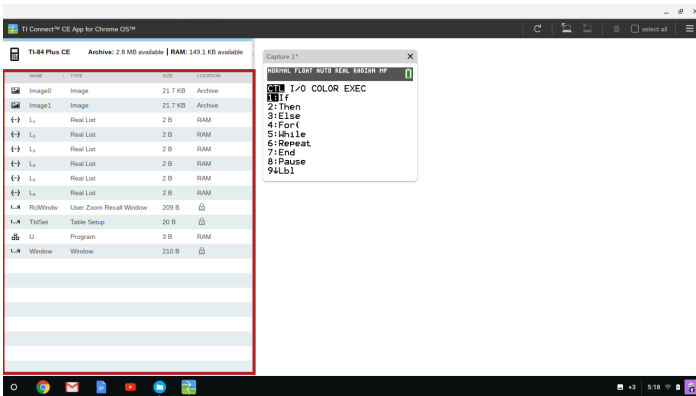 TI Connect™ CE App for Chrome OS™
select all
TI-84 Plus CE
Archive: 2.8 MB available | RAM: 149.1 KB available
NAME TYPE SIZE LOCATION
Image0 Image 21.7 KB Archive
Image1 Image 21.7 KB Archive
L₁ Real List 2 B RAM
L₂ Real List 2 B RAM
L₃ Real List 2 B RAM
L₄ Real List 2 B RAM
L₅ Real List 2 B RAM
L₆ Real List 2 B RAM
RclWindw User Zoom Recall Window 209 B
TblSet Table Setup 20 B
U Program 3 B RAM
Window Window 210 B
Capture 1*
NORMAL FLOAT AUTO REAL RADIAN MP
CTL I/O COLOR EXEC
1:If
2:Then
3:Else
4:For(
5:While
6:Repeat
7:End
8:Pause
9↓Lbl
+3 5:18